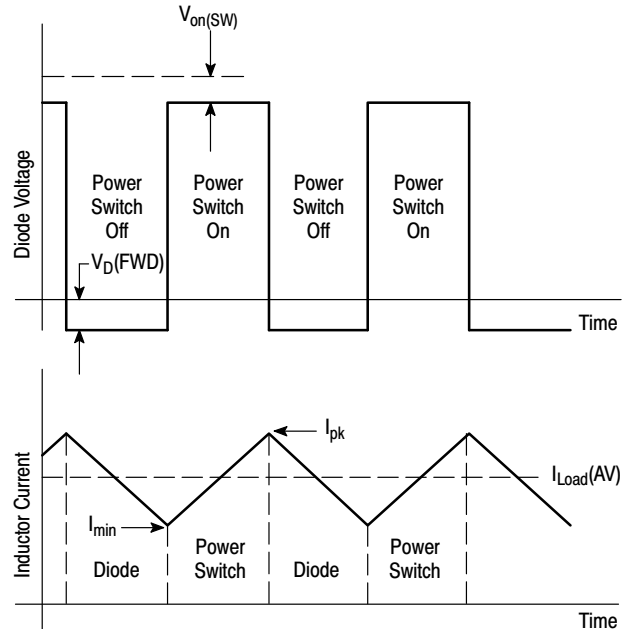 Von(SW)
Diode Voltage
Power
Switch
Off
Power
Switch
On
Power
Switch
Off
Power
Switch
On
VD(FWD)
Time
Inductor Current
Ipk
ILoad(AV)
Imin
Diode
Power
Switch
Diode
Power
Switch
Time